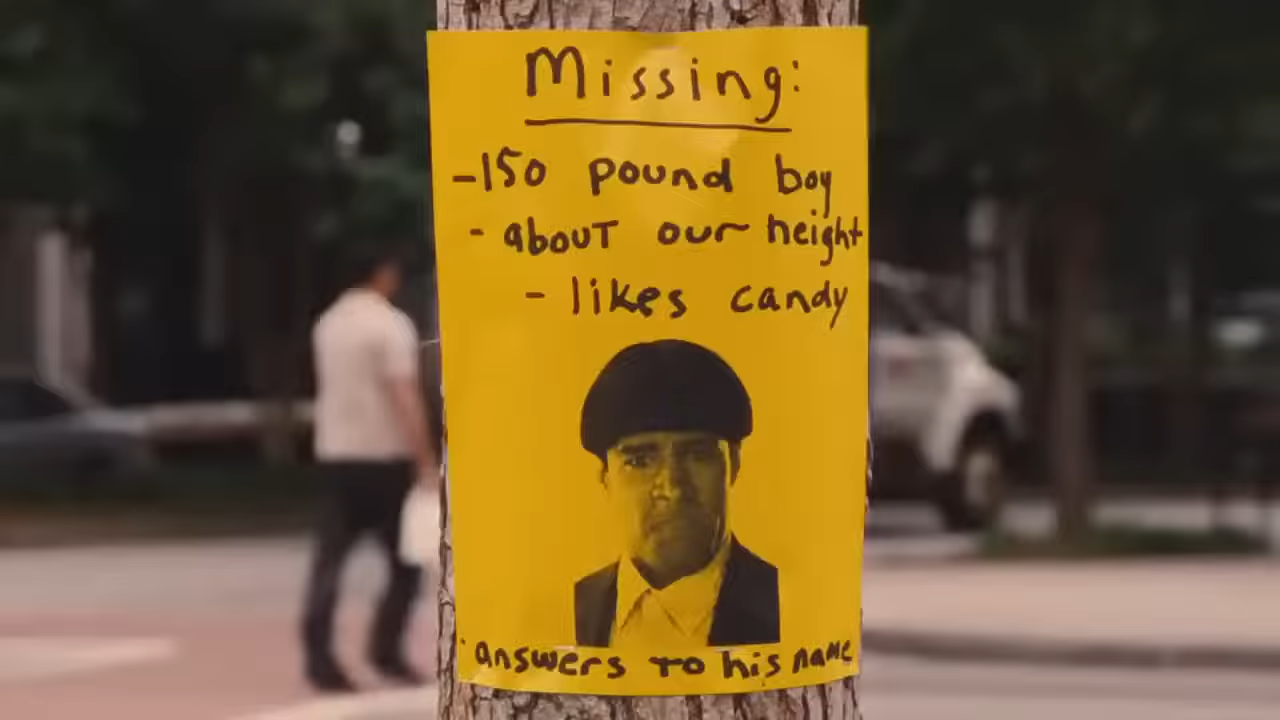 Missing:
-150 pound boy
- about our height
- likes candy
· answers to his name